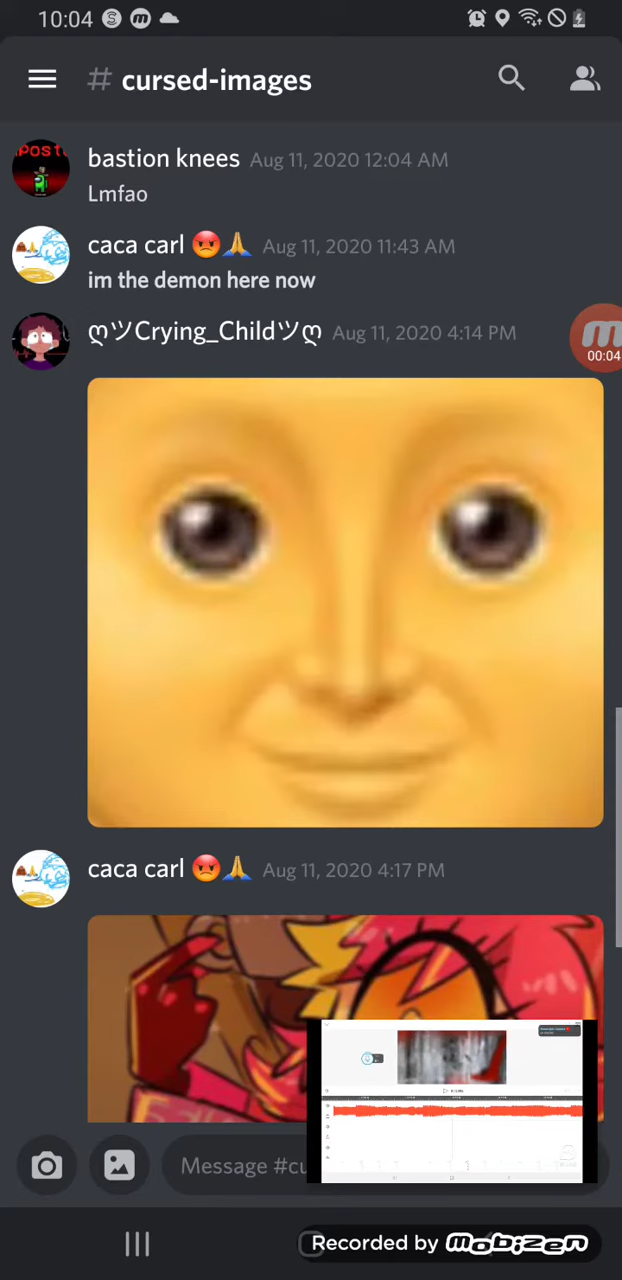 10:04
# cursed-images
bastion knees Aug 11, 2020 12:04 AM
Lmfao
caca carl 😡🙏 Aug 11, 2020 11:43 AM
im the demon here now
ღツCrying_Childツღ Aug 11, 2020 4:14 PM
00:04
caca carl 😡🙏 Aug 11, 2020 4:17 PM
Message #cu
Recorded by mobizen